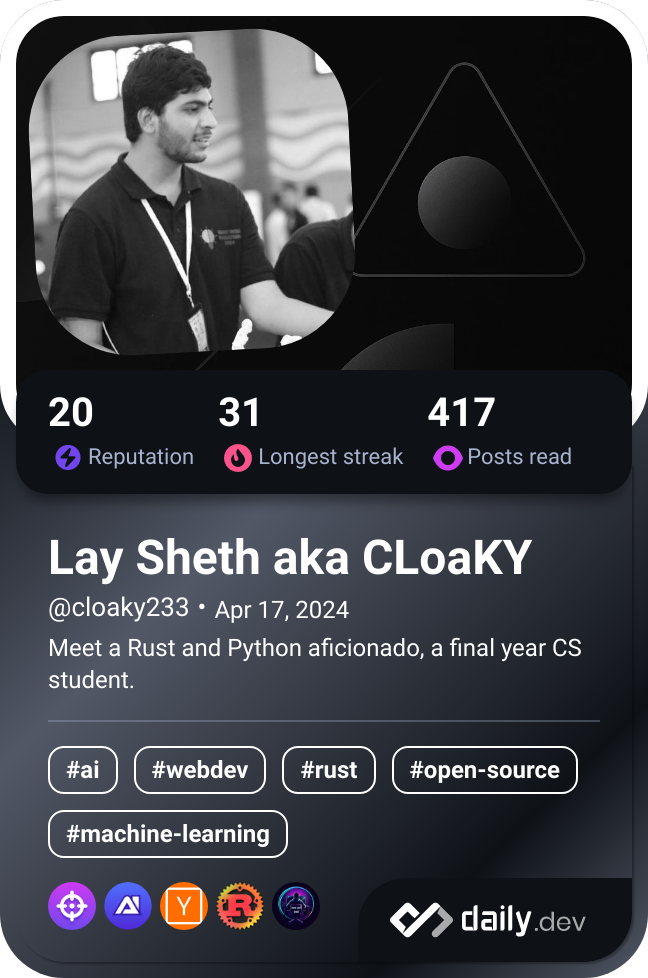 20 31 417
Reputation Longest streak Posts read
Lay Sheth aka CLoaKY
@cloaky233 • Apr 17, 2024
Meet a Rust and Python aficionado, a final year CS
student.
#ai #webdev #rust #open-source
#machine-learning
AI Y R daily.dev